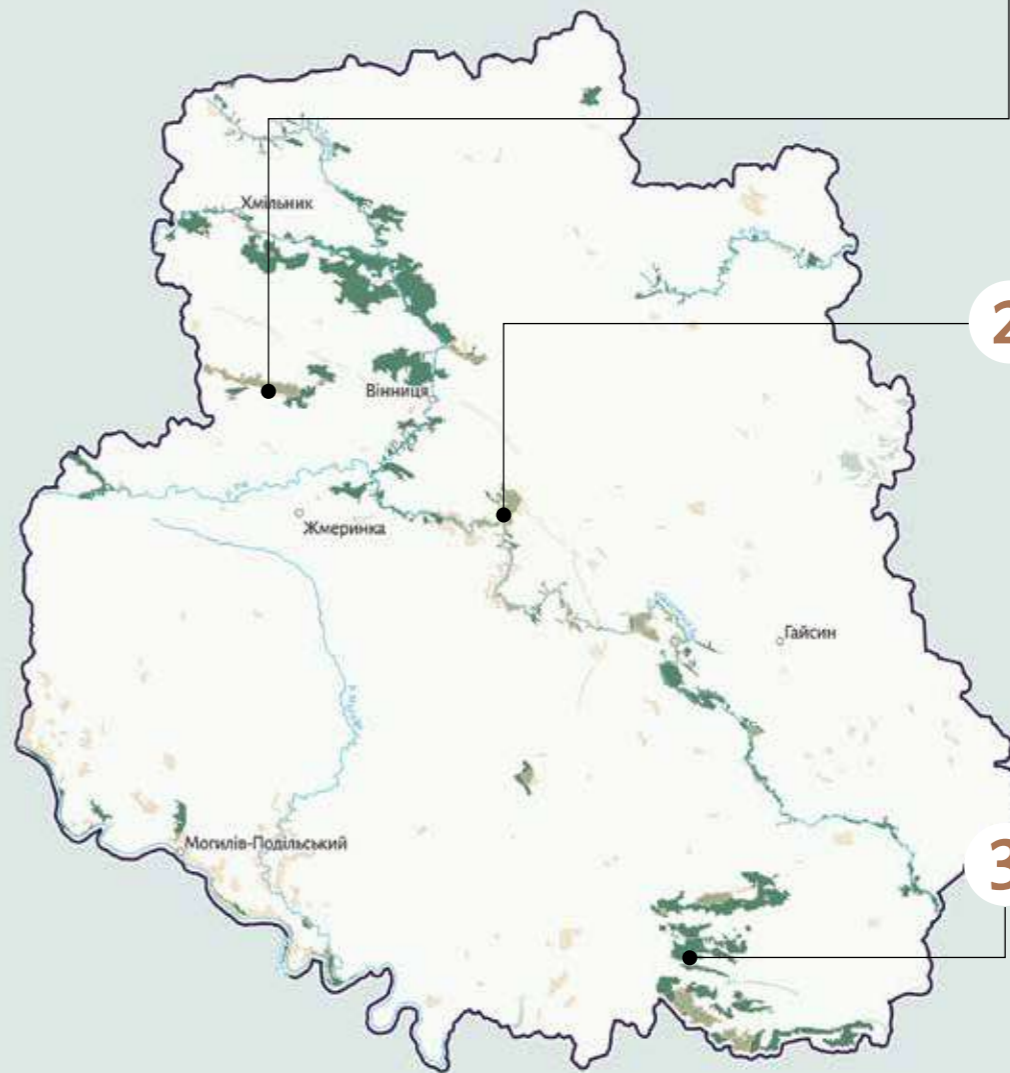 Хмільник
2
Вінниця
Жмеринка
Гайсин
Могилів-Подільський
3